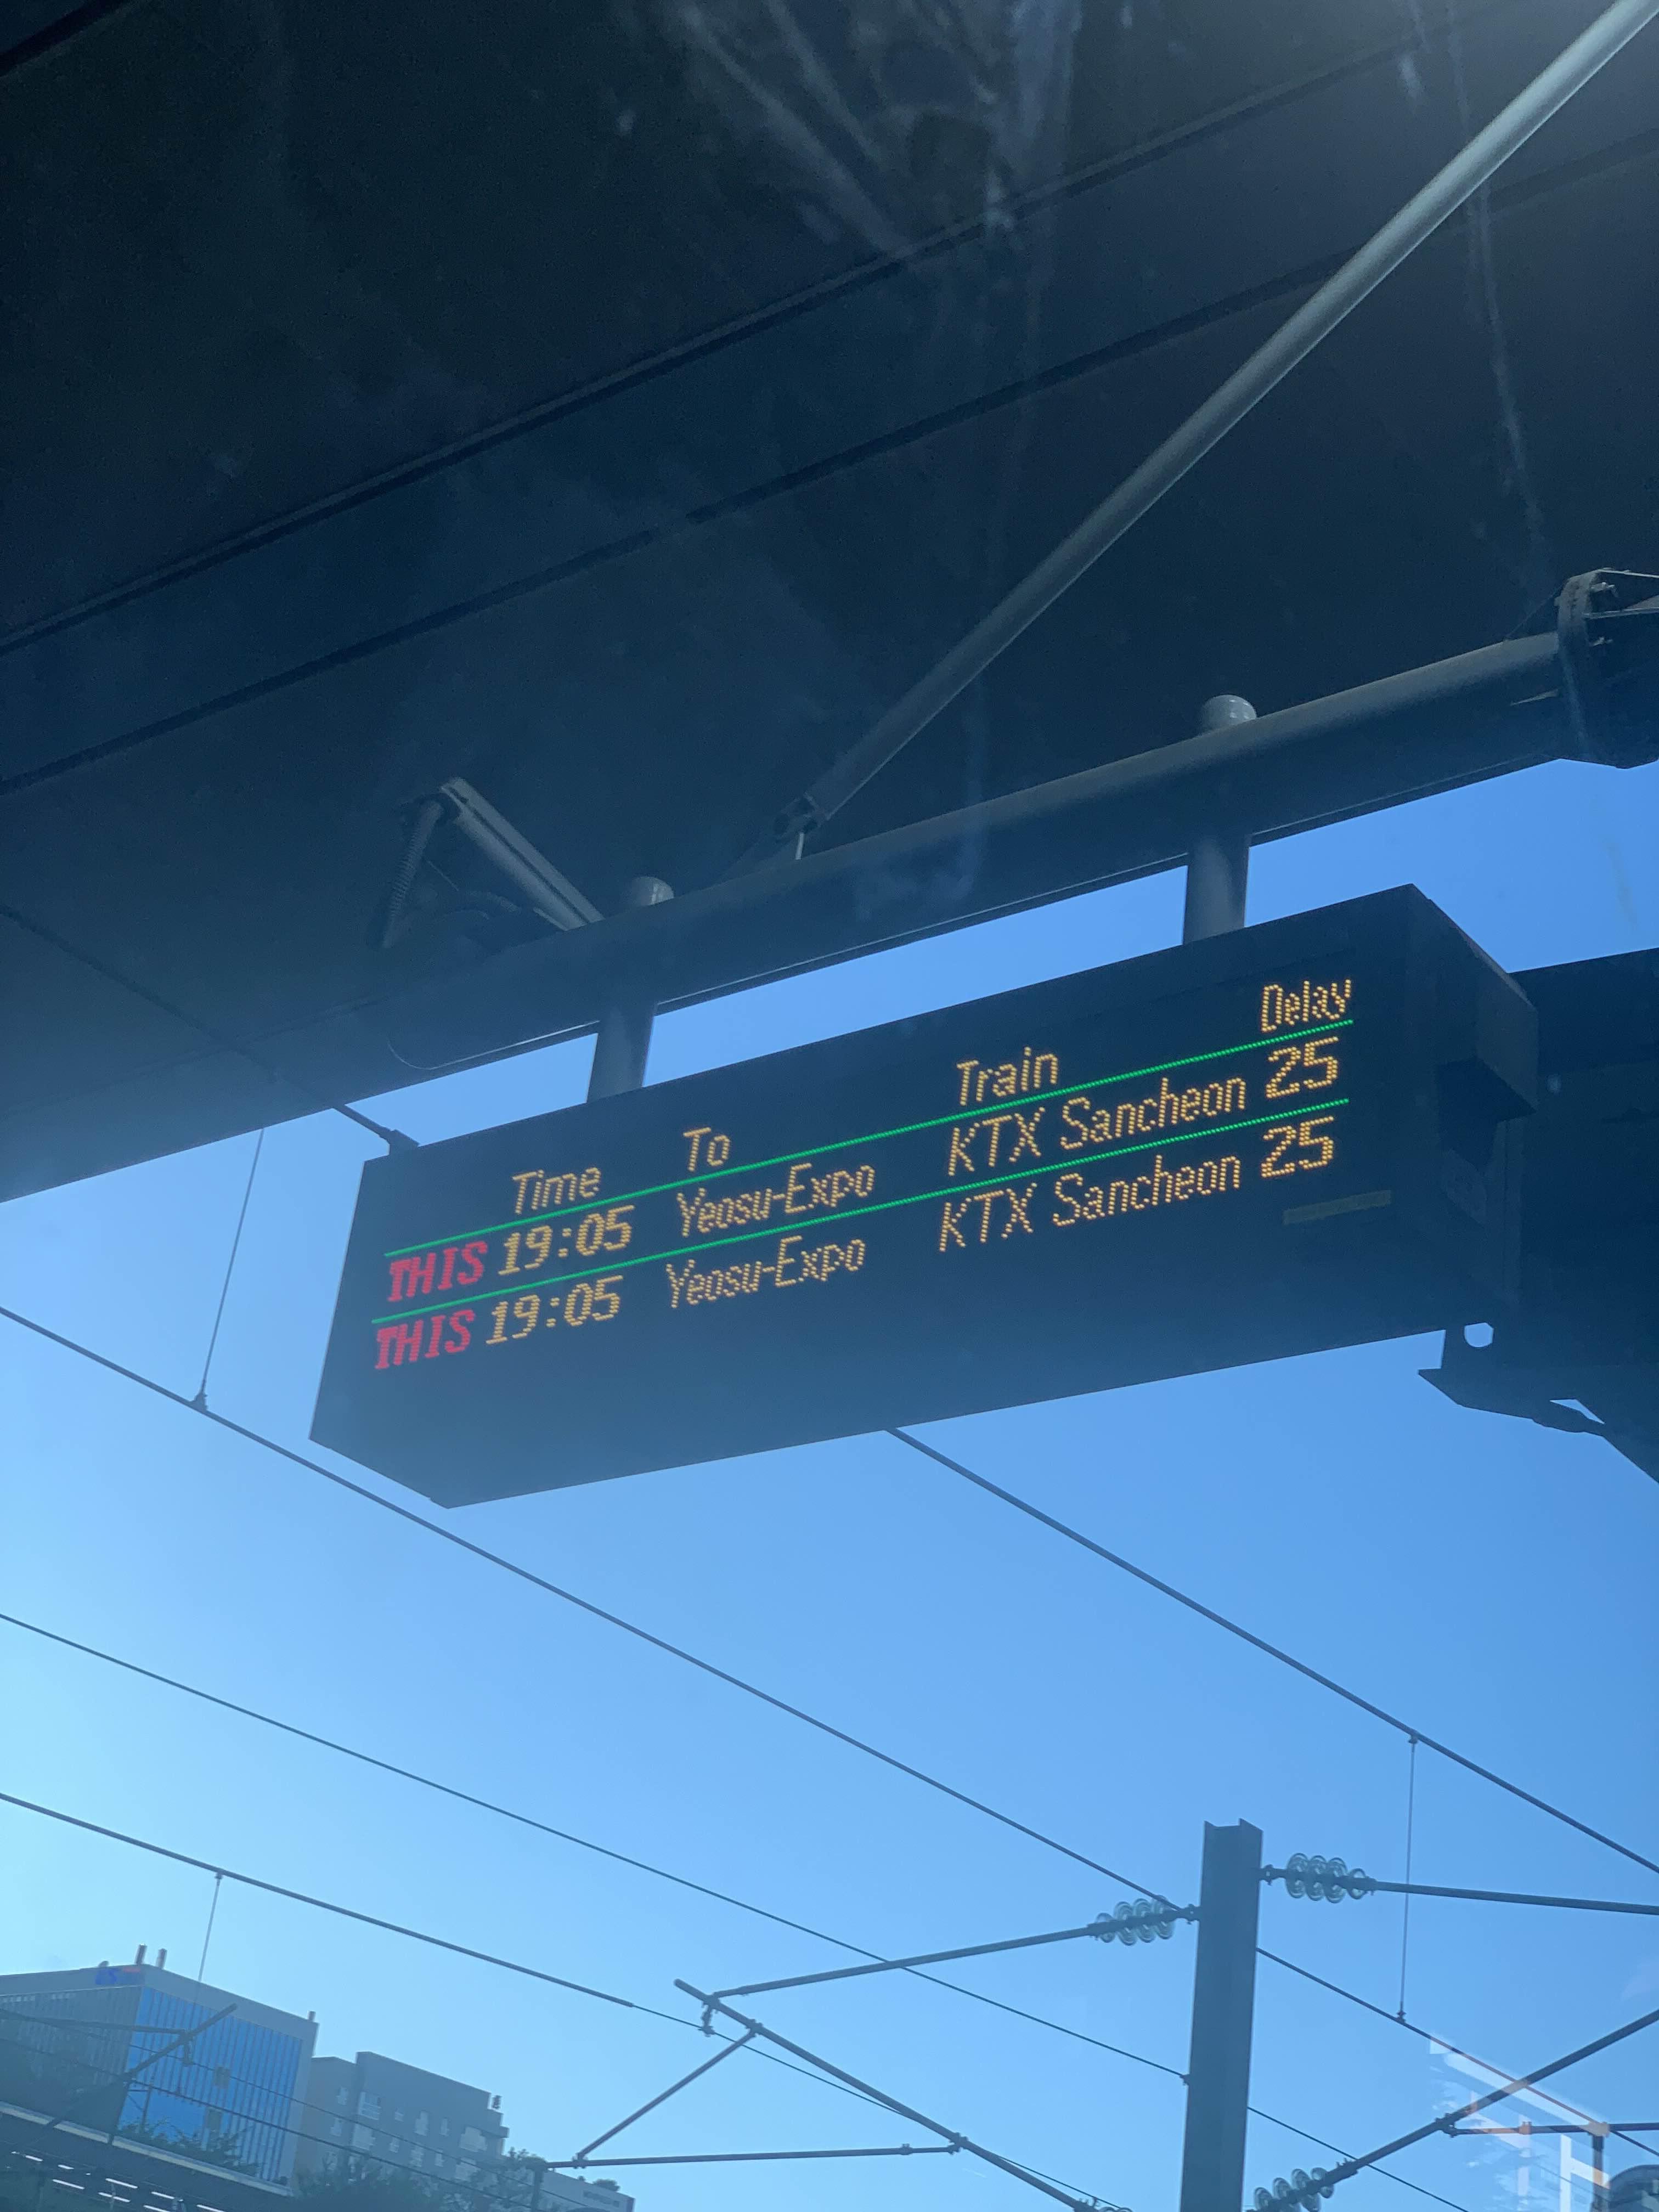 Time To Train Delay
THIS 19:05 Yeosu-Expo KTX Sancheon 25
THIS 19:05 Yeosu-Expo KTX Sancheon 25